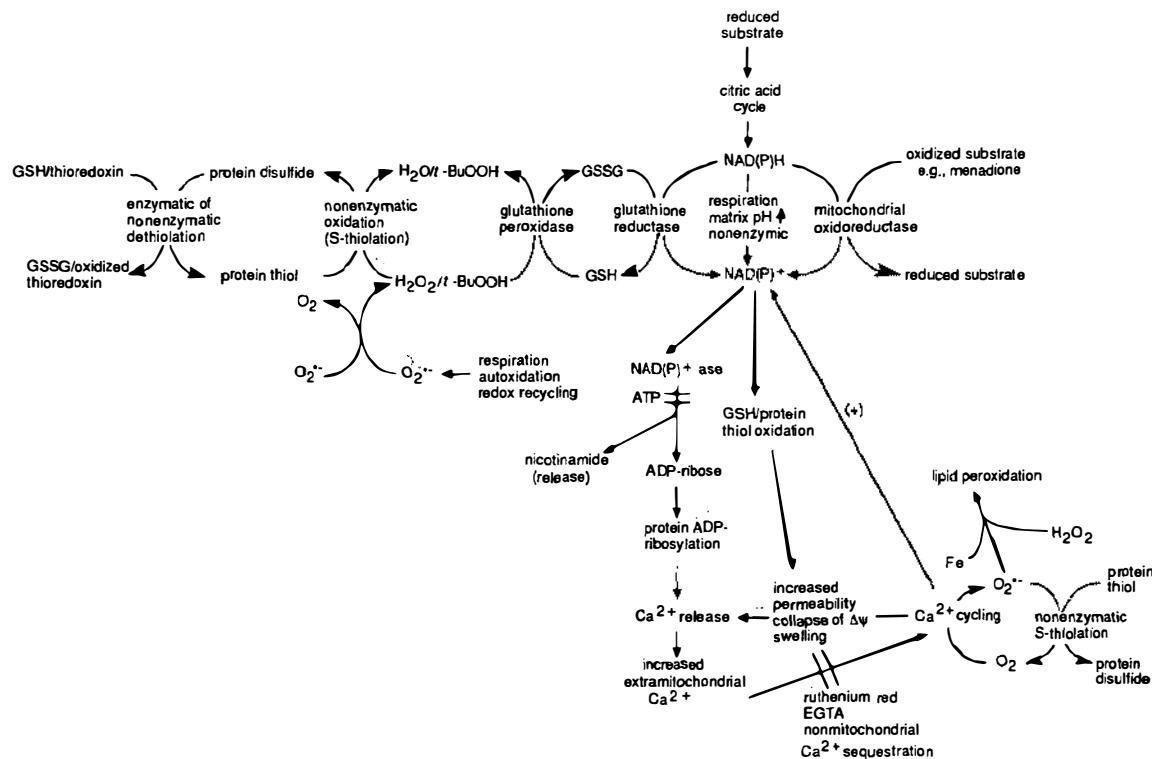 reduced
substrate
citric acid
cycle
NAD(P)H
oxidized substrate
e.g., menadione
GSH/thioredoxin
protein disulfide
H2O/t -BuOOH
GSSG
enzymatic of
nonenzymatic
dethiolation
nonenzymatic
oxidation
(S-thiolation)
glutathione
peroxidase
glutathione
reductase
respiration
matrix pH
nonenzymic
mitochondrial
oxidoreductase
GSSG/oxidized
thioredoxin
protein thiol
H2O2/t -BuOOH
GSH
NAD(P)+
reduced substrate
O2
O2•-
O2•-
respiration
autoxidation
redox recycling
NAD(P)+ ase
ATP
GSH/protein
thiol oxidation
(+)
nicotinamide
(release)
ADP-ribose
lipid peroxidation
protein ADP-
ribosylation
H2O2
Fe
O2•-
protein
thiol
Ca2+ release
increased
permeability
collapse of Δψ
swelling
Ca2+ cycling
nonenzymatic
S-thiolation
O2
protein
disulfide
increased
extramitochondrial
Ca2+
ruthenium red
EGTA
nonmitochondrial
Ca2+ sequestration